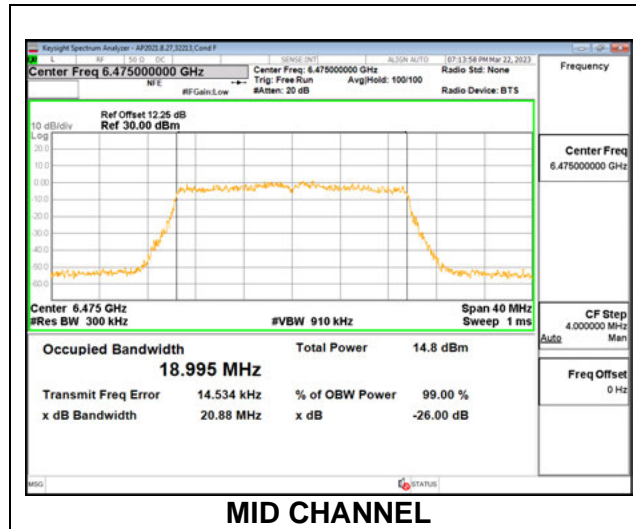 Keysight Spectrum Analyzer - AP2021.8.27,32213,Cond F
L RF 50 Ω DC SENSE:INT ALIGN AUTO 07:13:58 PM Mar 22, 2023
Center Freq 6.475000000 GHz Center Freq: 6.475000000 GHz Radio Std: None Frequency
NFE Trig: Free Run Avg|Hold: 100/100
#IFGain:Low #Atten: 20 dB Radio Device: BTS
Ref Offset 12.25 dB
10 dB/div Ref 30.00 dBm
Log
20.0
10.0
0.00
-10.0
-20.0
-30.0
-40.0
-50.0
-60.0
Center Freq
6.475000000 GHz
Center 6.475 GHz Span 40 MHz
#Res BW 300 kHz #VBW 910 kHz Sweep 1 ms
CF Step
4.000000 MHz
Auto Man
Occupied Bandwidth Total Power 14.8 dBm
18.995 MHz
Freq Offset
0 Hz
Transmit Freq Error 14.534 kHz % of OBW Power 99.00 %
x dB Bandwidth 20.88 MHz x dB -26.00 dB
MSG STATUS
MID CHANNEL